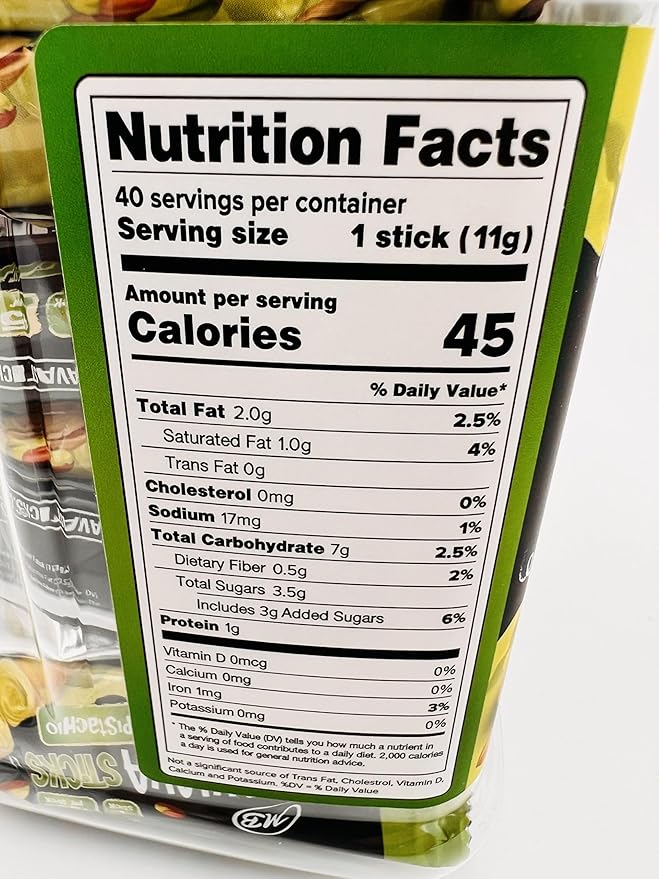 Nutrition Facts
40 servings per container
Serving size 1 stick (11g)
Amount per serving
Calories 45
% Daily Value*
Total Fat 2.0g 2.5%
Saturated Fat 1.0g 4%
Trans Fat 0g
Cholesterol 0mg 0%
Sodium 17mg 1%
Total Carbohydrate 7g 2.5%
Dietary Fiber 0.5g 2%
Total Sugars 3.5g
Includes 3g Added Sugars 6%
Protein 1g
Vitamin D 0mcg 0%
Calcium 0mg 0%
Iron 1mg 3%
Potassium 0mg 0%
* The % Daily Value (DV) tells you how much a nutrient in
a serving of food contributes to a daily diet. 2,000 calories
a day is used for general nutrition advice.
Not a significant source of Trans Fat, Cholestrol, Vitamin D,
Calcium and Potassium. %DV = % Daily Value
PISTACHIO
STICKS
MB